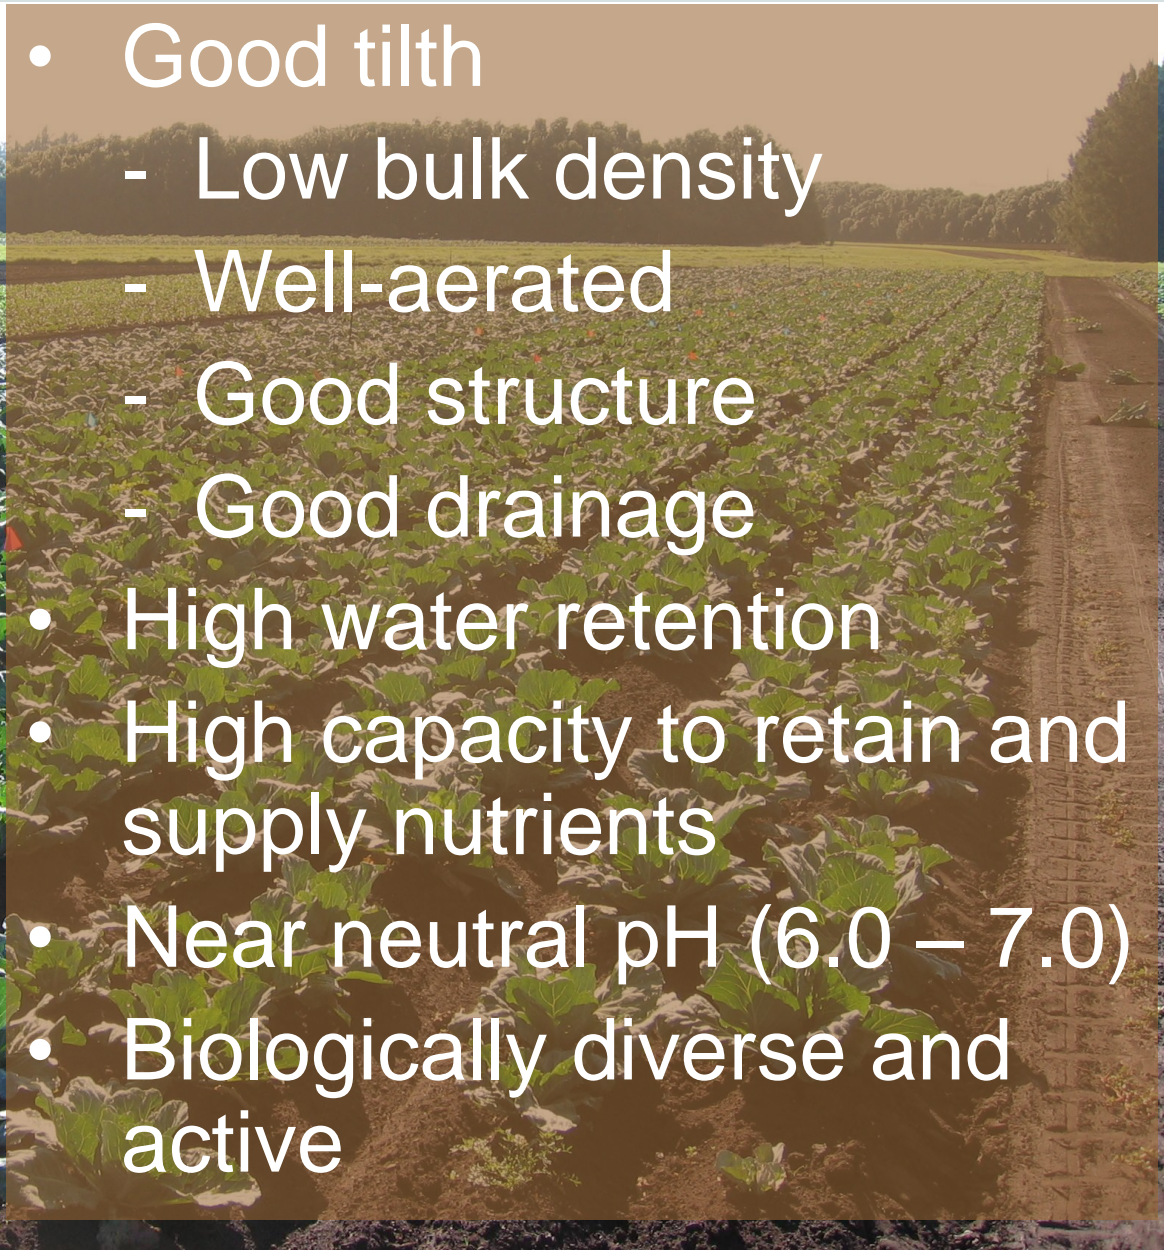 • Good tilth
- Low bulk density
- Well-aerated
- Good structure
- Good drainage
• High water retention
• High capacity to retain and
supply nutrients
• Near neutral pH (6.0 – 7.0)
• Biologically diverse and
active